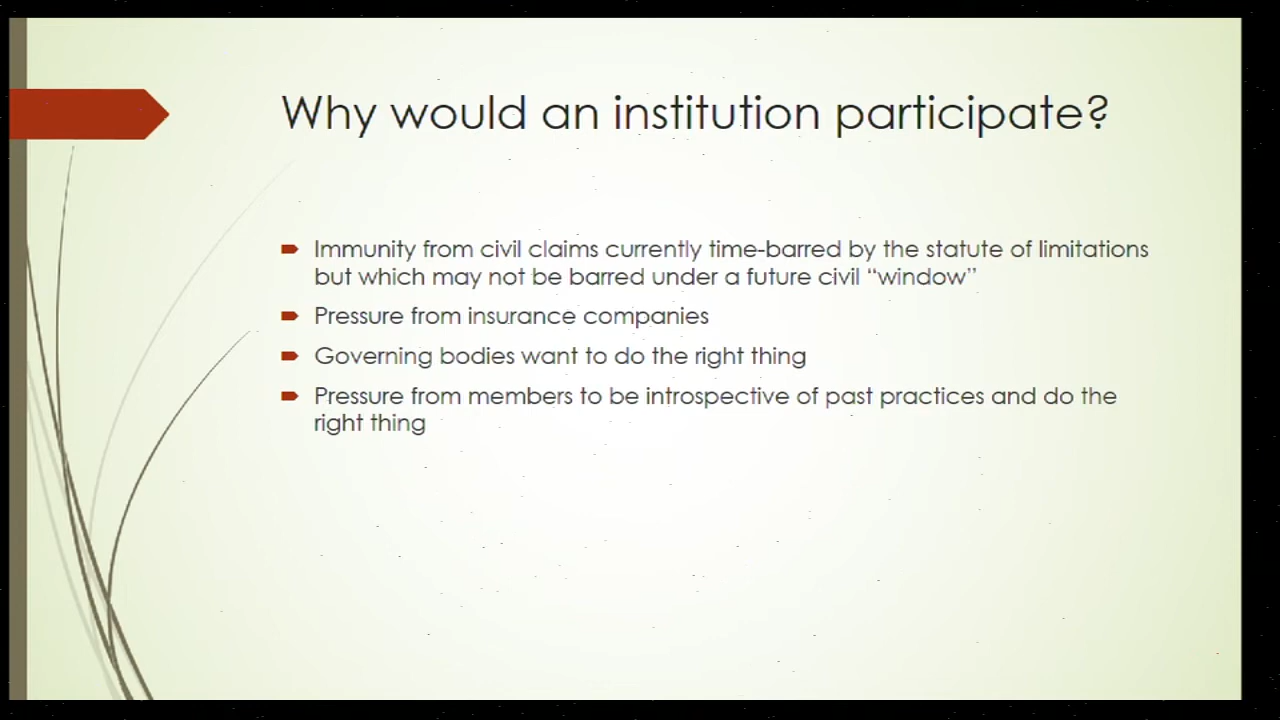 Why would an institution participate?
Immunity from civil claims currently time-barred by the statute of limitations
but which may not be barred under a future civil “window”
Pressure from insurance companies
Governing bodies want to do the right thing
Pressure from members to be introspective of past practices and do the
right thing